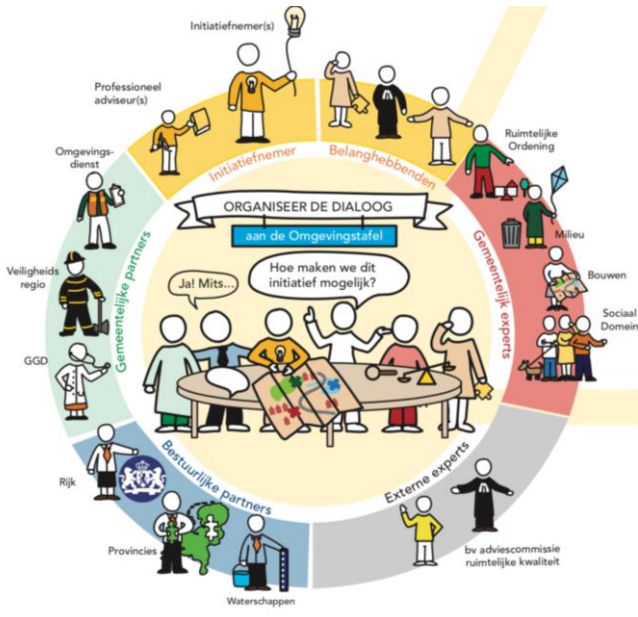 Initiatiefnemer(s)
Professioneel
adviseur(s)
Omgevings-
dienst
Veiligheids
regio
GGD
Rijk
Provincies
Waterschappen
Ruimtelijke
Ordening
Milieu
Bouwen
Sociaal
Domein
bv adviescommissie
ruimtelijke kwaliteit
Initiatiefnemer
Belanghebbenden
Gemeentelijk experts
Externe experts
Bestuurlijke partners
Gemeentelijke partners
ORGANISEER DE DIALOOG
aan de Omgevingstafel
Ja! Mits...
Hoe maken we dit
initiatief mogelijk?